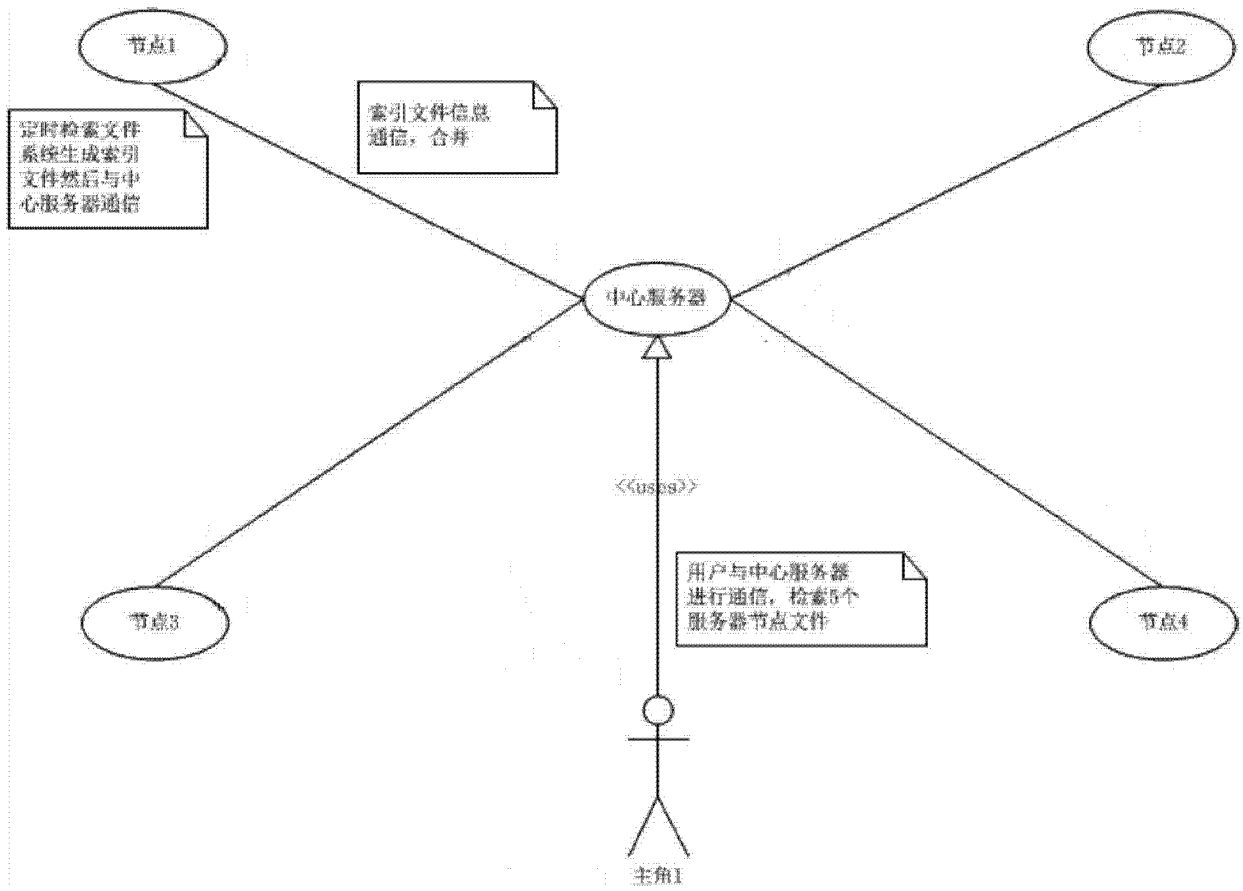 节点1
节点2
索引文件信息
通信，合并
定时检索文件
系统生成索引
文件然后与中
心服务器通信
中心服务器
<<uses>>
用户与中心服务器
进行通信，检索5个
服务器节点文件
节点3
节点4
主角1